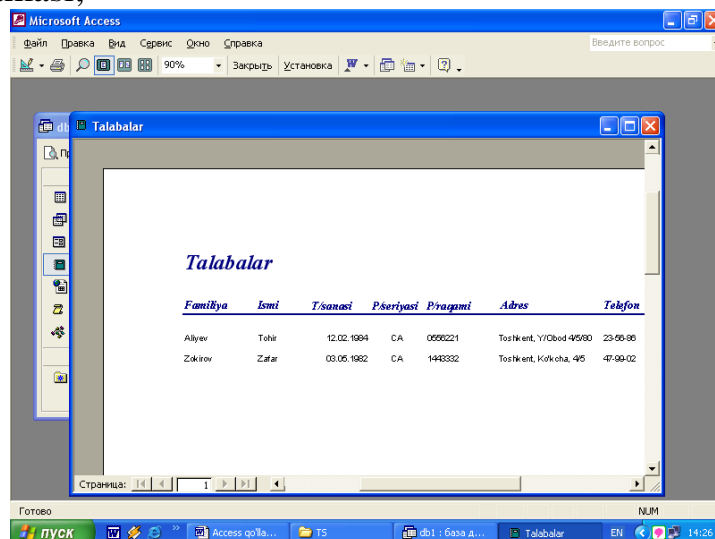 Microsoft Access
Файл Правка Вид Сервис Окно Справка Введите вопрос
90% Закрыть Установка
db
Talabalar
Talabalar
Familiya Ismi T/sanasi P/seriyasi P/raqami Adres Telefon
Aliyev Tohir 12.02.1984 CA 0556221 Toshkent, Y/Obod 4/5/80 23-56-86
Zokirov Zafar 03.05.1982 CA 1443332 Toshkent, Ko'kcha, 4/5 47-99-02
Страница: 1
Готово NUM
пуск Access qo'lla... TS db1 : база д... Talabalar EN 14:26